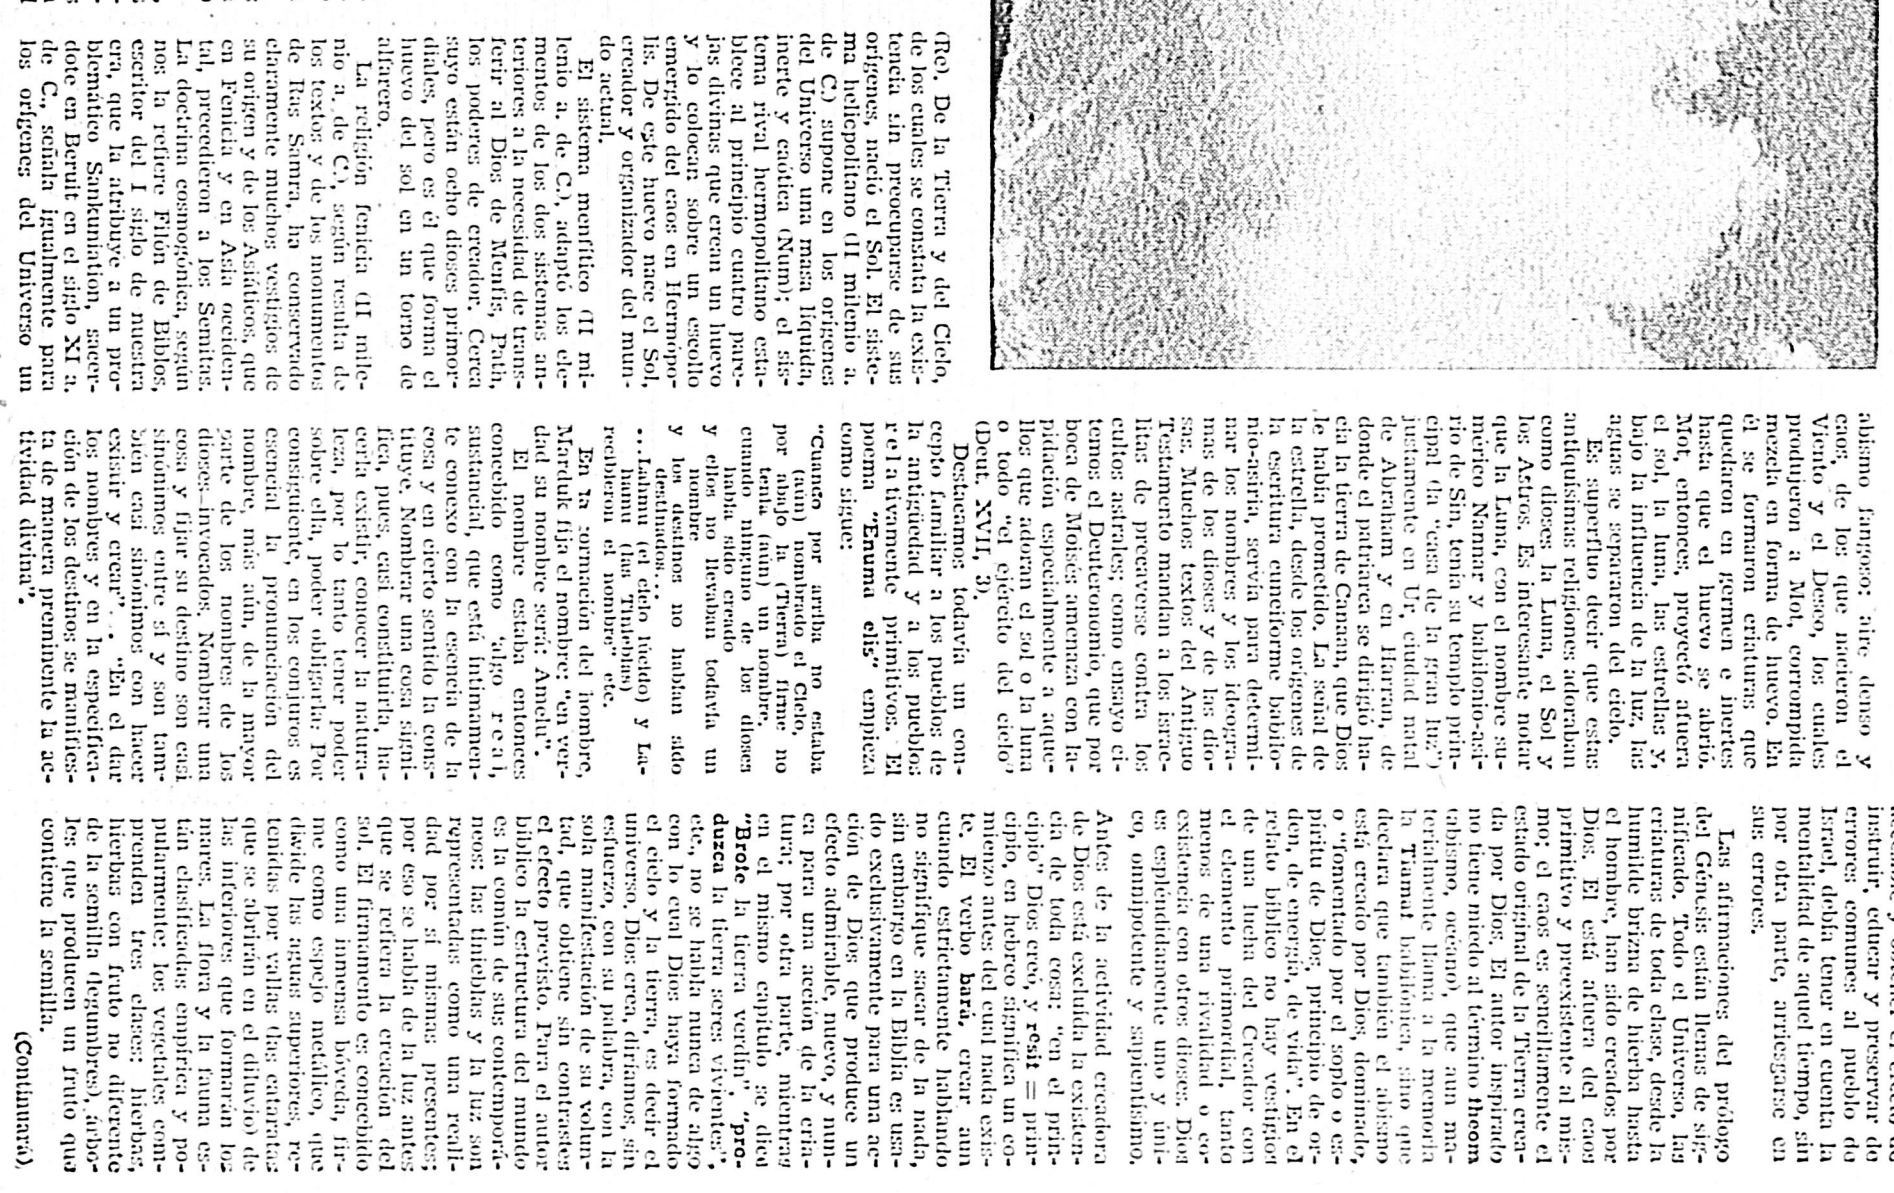 (Re). De la Tierra y del Cielo,
de los cuales se constata la exis-
tencia sin preocuparse de sus
orígenes, nació el Sol. El siste-
ma heliopolitano (II milenio a.
de C.) supone en los orígenes
del Universo una masa líquida,
inerte y caótica (Num); el sis-
tema rival hermopolitano esta-
blece al principio cuatro pare-
jas divinas que crean un huevo
y lo colocan sobre un escollo
emergido del caos en Hermópo-
lis. De este huevo nace el Sol,
creador y organizador del mun-
do actual.
El sistema menfítico (II mi-
lenio a. de C.), adaptó los ele-
mentos de los dos sistemas an-
teriores a la necesidad de trans-
ferir al Dios de Menfis, Path,
los poderes de creador. Cerca
suyo están ocho dioses primor-
diales, pero es él que forma el
huevo del sol en un torno de
alfarero.
La religión fenicia (II mile-
nio a. de C.), según resulta de
los textos y de los monumentos
de Ras Samra, ha conservado
claramente muchos vestigios de
su origen y de los Asiáticos, que
en Fenicia y en Asia occiden-
tal, precedieron a los Semitas.
La doctrina cosmogónica, según
nos la refiere Filón de Biblos,
escritor del I siglo de nuestra
era, que la atribuye a un pro-
blemático Sankuniation, sacer-
dote en Beruit en el siglo XI a.
de C., señala igualmente para
los orígenes del Universo un
abismo fangoso; aire denso y
caos, de los que nacieron el
Viento y el Deseo, los cuales
produjeron a Mot, corrompida
mezcla en forma de huevo. En
él se formaron criaturas que
quedaron en germen e inertes
hasta que el huevo se abrió.
Mot, entonces, proyectó afuera
el sol, la luna, las estrellas y,
bajo la influencia de la luz, las
aguas se separaron del cielo.
Es superfluo decir que estas
antiquísimas religiones adoraban
como dioses la Luna, el Sol y
los Astros. Es interesante notar
que la Luna, con el nombre su-
mérico Nannar y babilonio-asi-
rio de Sin, tenía su templo prin-
cipal (la "casa de la gran luz")
justamente en Ur, ciudad natal
de Abraham y en Harran, de
donde el patriarca se dirigió ha-
cia la tierra de Canaan, que Dios
le había prometido. La señal de
la estrella, desde los orígenes de
la escritura cuneiforme babilo-
nio-asiria, servía para determi-
nar los nombres y los ideogra-
mas de los dioses y de las dio-
sas. Muchos textos del Antiguo
Testamento mandan a los israe-
litas de precaverse contra los
cultos astrales; como ensayo ci-
temos el Deuteronomio, que por
boca de Moisés amenaza con la-
pidación especialmente a aque-
llos que adoran el sol o la luna
o todo "el ejército del cielo"
(Deut. XVII, 3).
Destacamos todavía un con-
cepto familiar a los pueblos de
la antigüedad y a los pueblos
relativamente primitivos. El
poema "Enuma elis" empieza
como sigue:
"Cuando por arriba no estaba
(aún) nombrado el Cielo,
por abajo la (Tierra) no
tenía (aún) un nombre,
cuando ninguno de los dioses
había sido creado
y ellos no llevaban todavía un
nombre
y los destinos no habían sido
destinados...
...Lahmu (el cielo lúcido) y La-
hamu (las Tinieblas)
recibieron el nombre" etc.
En la formación del hombre,
Marduk fija el nombre; "en ver-
dad su nombre será: Amelu".
El nombre estaba entonces
concebido como 'algo real,
sustancial, que está íntimamen-
te conexo con la esencia de la
cosa y en cierto sentido la cons-
tituye. Nombrar una cosa signi-
fica, pues, casi constituirla, ha-
cerla existir, conocer la natura-
leza, por lo tanto tener poder
sobre ella, poder obligarla: Por
consiguiente, en los conjuros es
esencial la pronunciación del
nombre, más aún, de la mayor
parte de los nombres de los
dioses—invocados. Nombrar una
cosa y fijar su destino son casi
sinónimos entre sí y son tam-
bién casi sinónimos con hacer
existir y crear"... "En el dar
los nombres y en la especifica-
ción de los destinos se manifies-
ta de manera preminente la ac-
tividad divina".
instruir, educar y preservar de
errores comunes al pueblo de
Israel, debía tener en cuenta la
mentalidad de aquel tiempo, sin
por otra parte, arriesgarse en
sus errores.
Las afirmaciones del prólogo
del Génesis están llenas de sig-
nificado. Todo el Universo, las
criaturas de toda clase, desde la
humilde brizna de hierba hasta
el hombre, han sido creados por
Dios. El está afuera del caos
primitivo y preexistente al mis-
mo; el caos es sencillamente el
estado original de la Tierra crea-
da por Dios. El autor inspirado
no tiene miedo al término theom
(abismo, océano), que aun ma-
terialmente llama a la memoria
la Tiamat babilónica, sino que
declara que también el abismo
está creado por Dios, dominado,
o "fomentado por el soplo o es-
píritu de Dios, principio de or-
den, de energía, de vida". En el
relato bíblico no hay vestigios
de una lucha del Creador con
el elemento primordial, tanto
menos de una rivalidad o co-
existencia con otros dioses. Dios
es espléndidamente uno y úni-
co, omnipotente y sapientísimo.
Antes de la actividad creadora
de Dios está excluida la existen-
cia de toda cosa: "en el prin-
cipio" Dios creó, y resit = prin-
cipio, en hebreo significa un co-
mienzo antes del cual nada exis-
te. El verbo bará, crear, aun
cuando estrictamente hablando
no signifique sacar de la nada,
sin embargo en la Biblia es usa-
do exclusivamente para una ac-
ción de Dios que produce un
efecto admirable, nuevo, y nun-
ca para una acción de la cria-
tura; por otra parte, mientras
en el mismo capítulo se dice
"Brote la tierra verdín", "pro-
duzca la tierra seres vivientes",
etc., no se habla nunca de algo
con lo cual Dios haya formado
el cielo y la tierra, es decir el
universo. Dios crea, diríamos, sin
esfuerzo, con su palabra, con la
sola manifestación de su volun-
tad, que obtiene sin contrastes
el efecto previsto. Para el autor
bíblico la estructura del mundo
es la común de sus contemporá-
neos: las tinieblas y la luz son
representadas como una reali-
dad por sí mismas presentes;
por eso se habla de la luz antes
que se refiera la creación del
sol. El firmamento es concebido
como una inmensa bóveda, fir-
me como espejo metálico, que
divide las aguas superiores, re-
tenidas por vallas (las cataratas
que se abrirán en el diluvio) de
las inferiores que formarán los
mares. La flora y la fauna es-
tán clasificadas empírica y po-
pularmente; los vegetales com-
prenden tres clases: hierbas,
hierbas con fruto no diferente
de la semilla (legumbres), árbo-
les que producen un fruto que
contiene la semilla.
(Continuará).